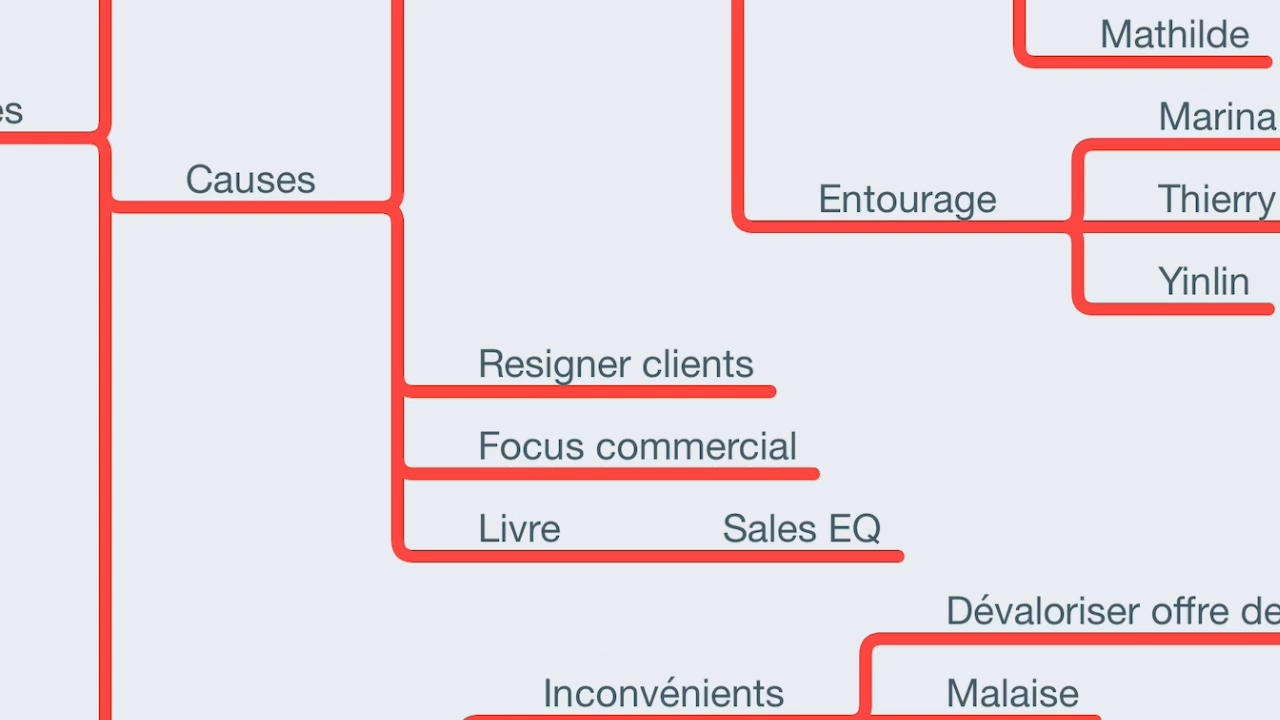 Mathilde
es
Marina
Causes
Entourage
Thierry
Yinlin
Resigner clients
Focus commercial
Livre
Sales EQ
Dévaloriser offre de
Inconvénients
Malaise